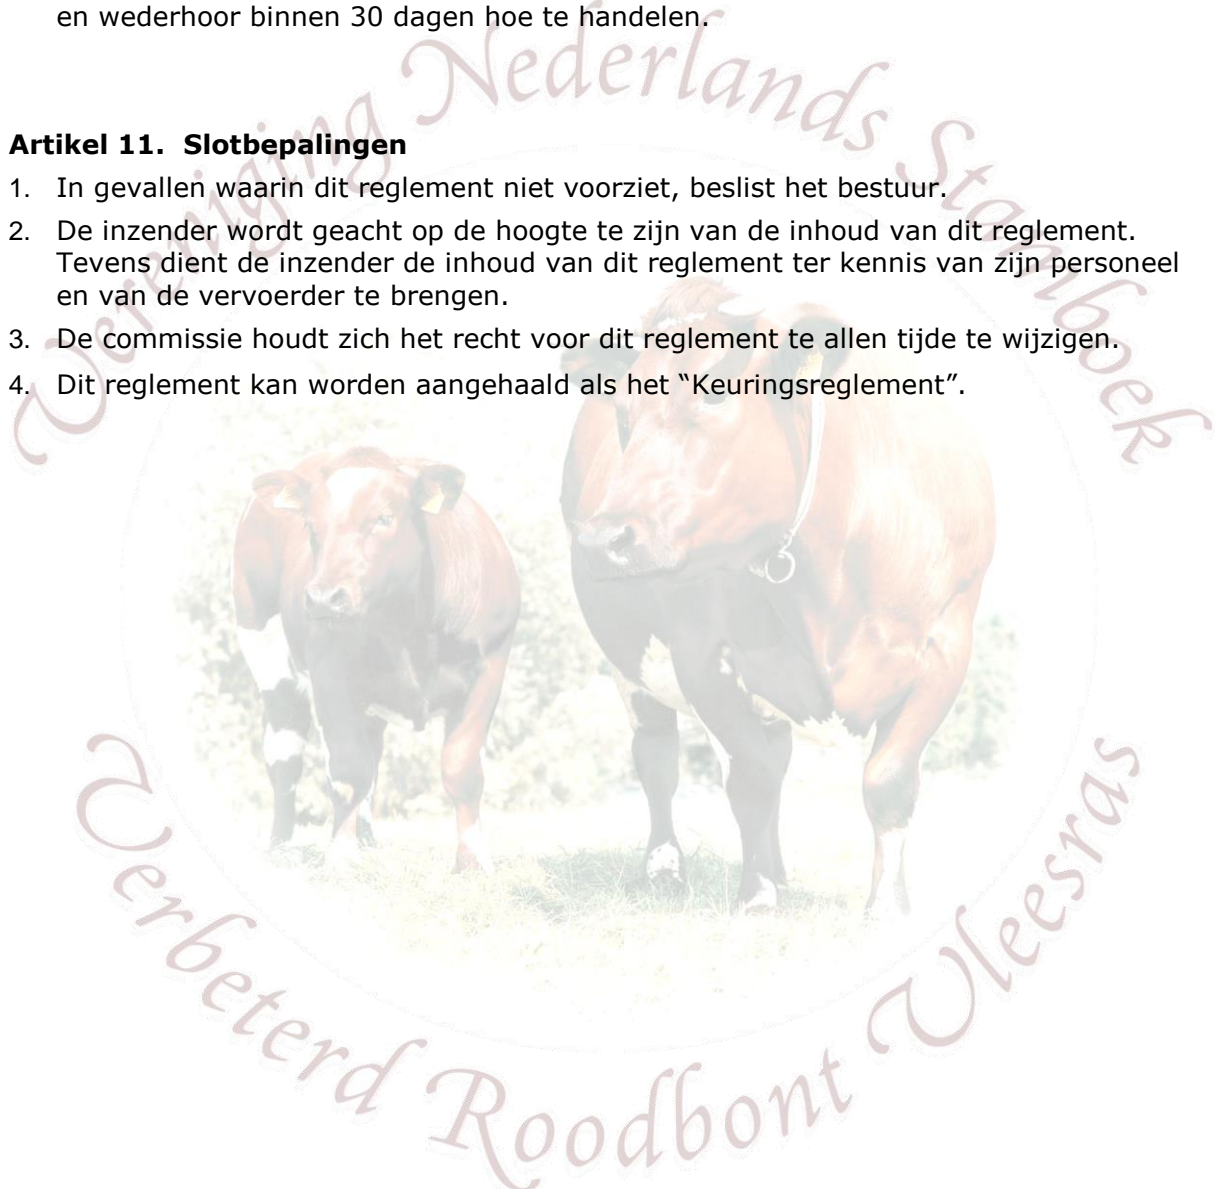 en wederhoor binnen 30 dagen hoe te handelen.
Artikel 11. Slotbepalingen
1. In gevallen waarin dit reglement niet voorziet, beslist het bestuur.
2. De inzender wordt geacht op de hoogte te zijn van de inhoud van dit reglement.
Tevens dient de inzender de inhoud van dit reglement ter kennis van zijn personeel
en van de vervoerder te brengen.
3. De commissie houdt zich het recht voor dit reglement te allen tijde te wijzigen.
4. Dit reglement kan worden aangehaald als het “Keuringsreglement”.
Vereniging Nederlands Stamboek
Verbeterd Roodbont Vleesras